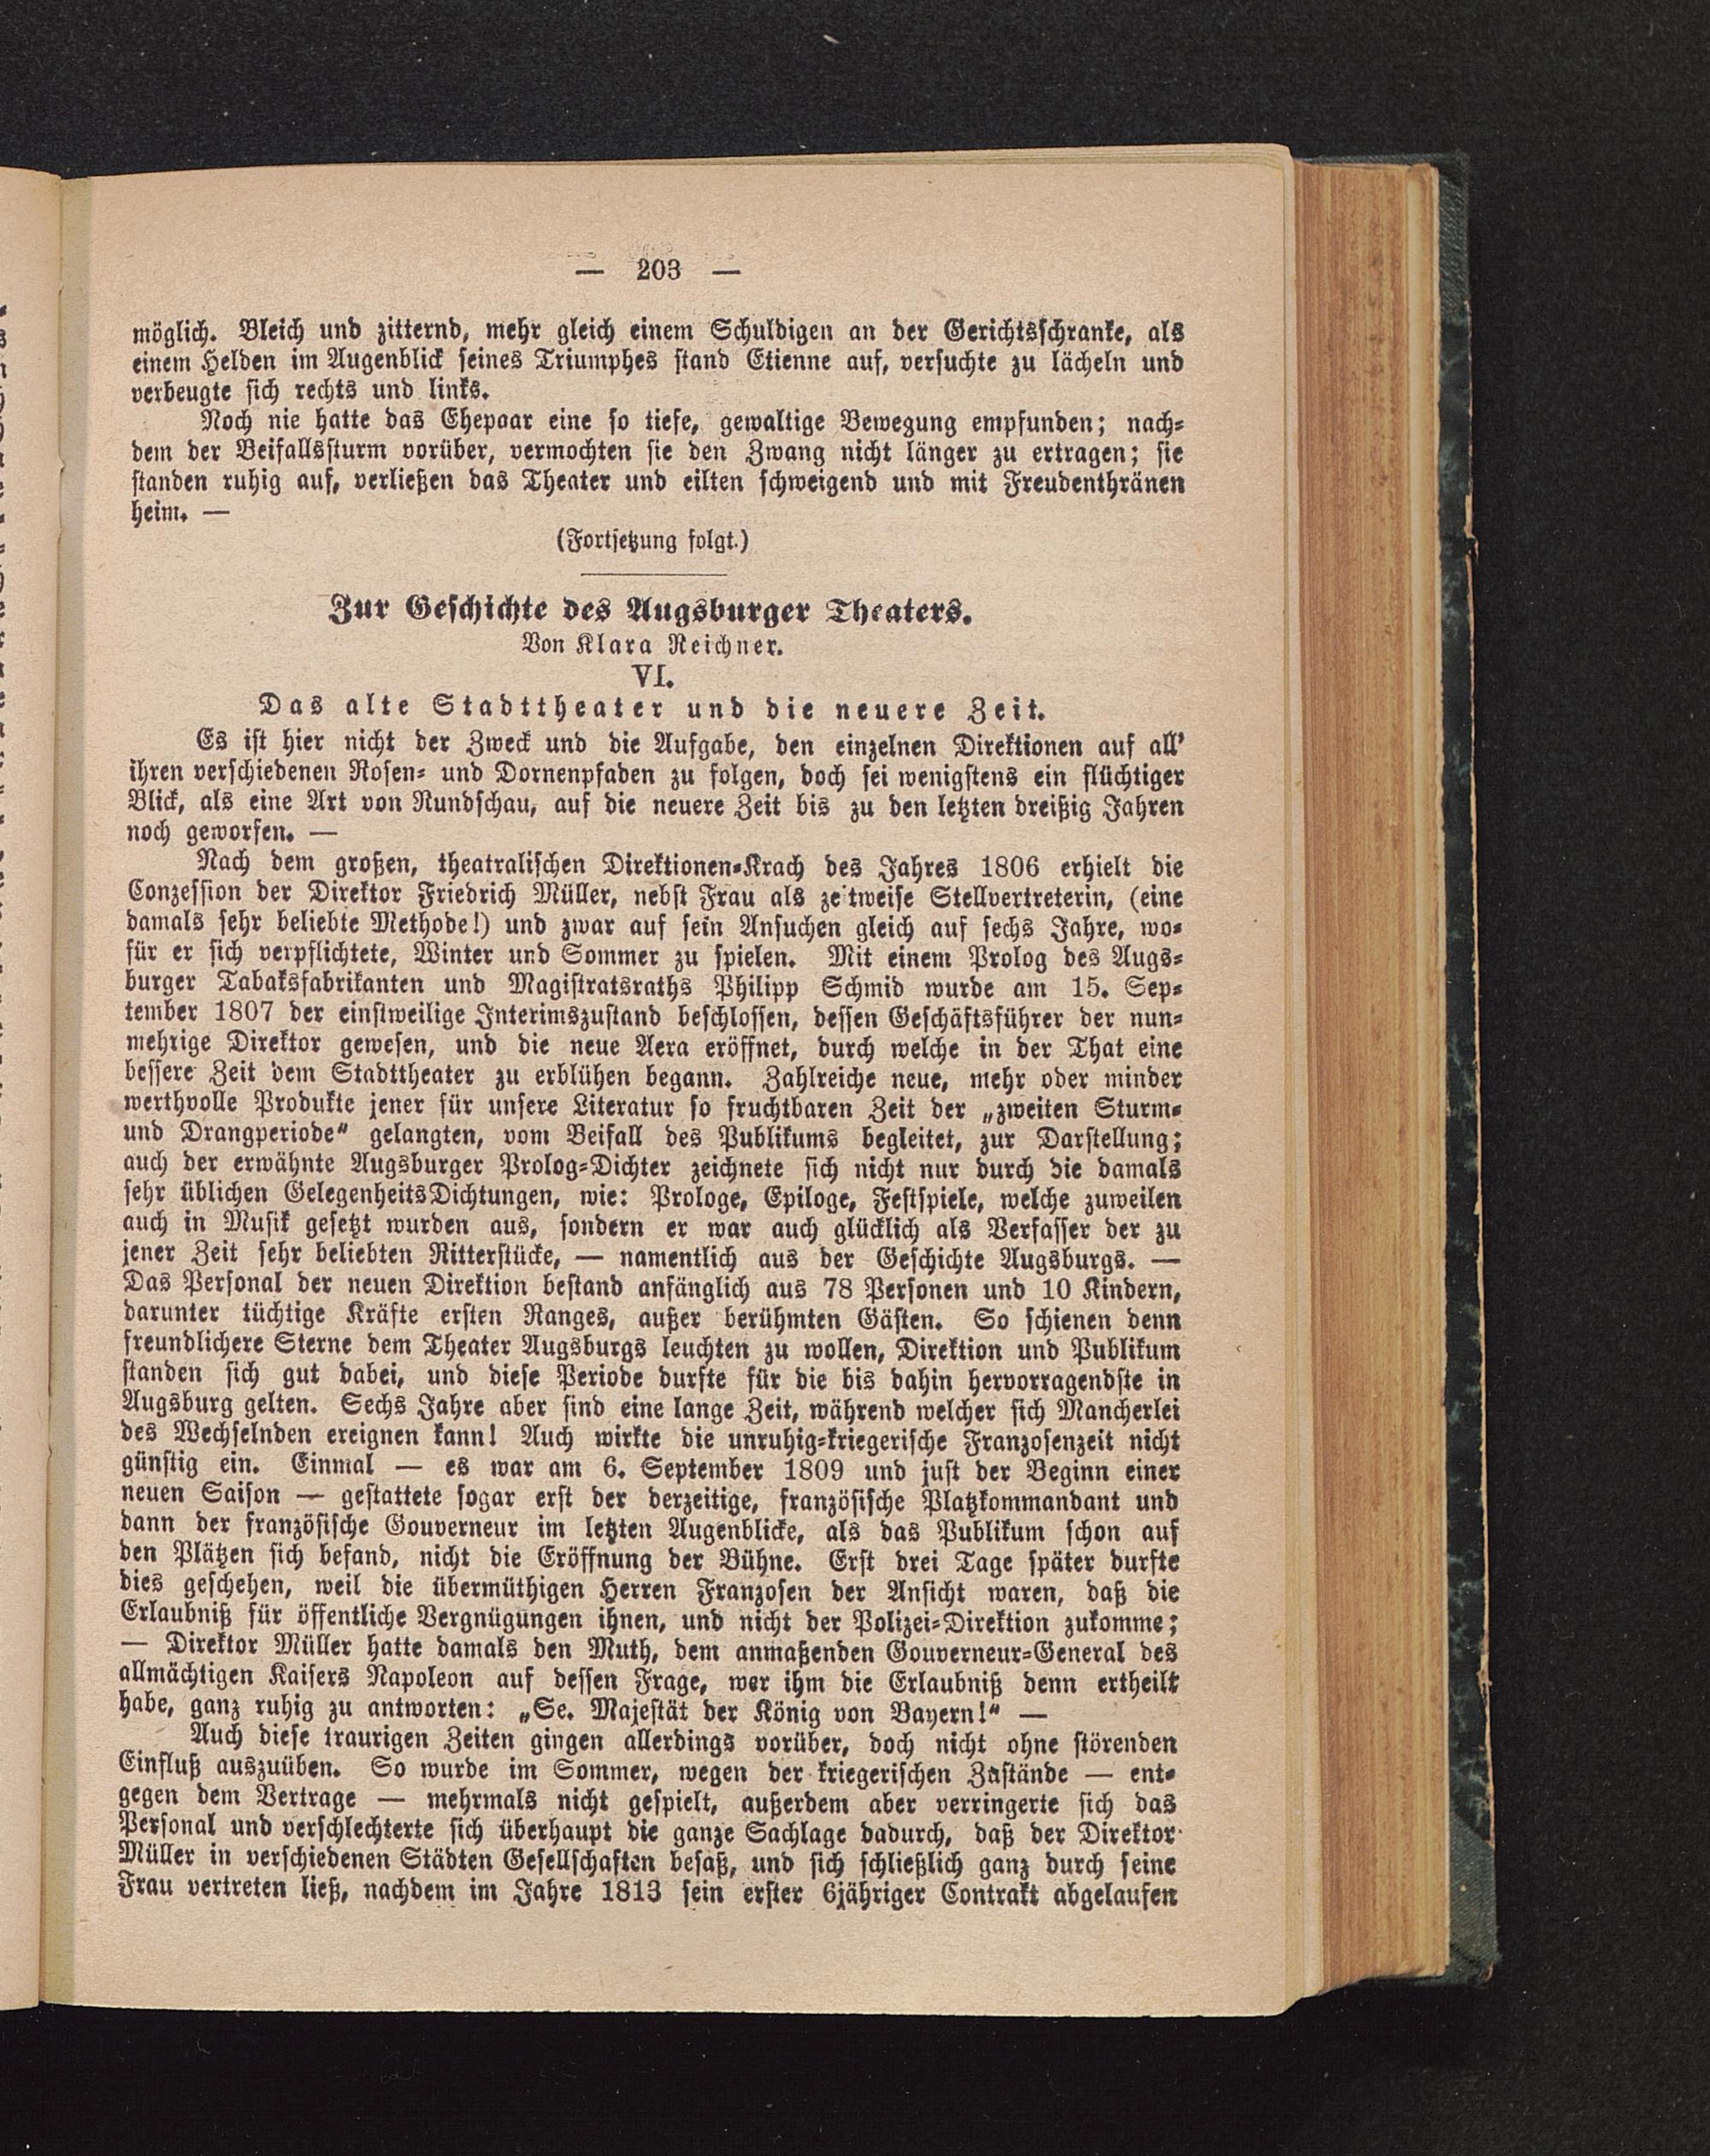 — 203 —
möglich. Bleich und zitternd, mehr gleich einem Schuldigen an der Gerichtsschranke, als
einem Helden im Augenblick seines Triumphes stand Etienne auf, versuchte zu lächeln und
verbeugte sich rechts und links.
Noch nie hatte das Ehepaar eine so tiefe, gewaltige Bewegung empfunden; nach-
dem der Beifallssturm vorüber, vermochten sie den Zwang nicht länger zu ertragen; sie
standen ruhig auf, verließen das Theater und eilten schweigend und mit Freudenthränen
heim. —
(Fortsetzung folgt.)
Zur Geschichte des Augsburger Theaters.
Von Klara Reichner.
VI.
Das alte Stadttheater und die neuere Zeit.
Es ist hier nicht der Zweck und die Aufgabe, den einzelnen Direktionen auf all'
ihren verschiedenen Rosen- und Dornenpfaden zu folgen, doch sei wenigstens ein flüchtiger
Blick, als eine Art von Rundschau, auf die neuere Zeit bis zu den letzten dreißig Jahren
noch geworfen. —
Nach dem großen, theatralischen Direktionen-Krach des Jahres 1806 erhielt die
Conzession der Direktor Friedrich Müller, nebst Frau als zeitweise Stellvertreterin, (eine
damals sehr beliebte Methode!) und zwar auf sein Ansuchen gleich auf sechs Jahre, wo-
für er sich verpflichtete, Winter und Sommer zu spielen. Mit einem Prolog des Augs-
burger Tabaksfabrikanten und Magistratsraths Philipp Schmid wurde am 15. Sep-
tember 1807 der einstweilige Interimszustand beschlossen, dessen Geschäftsführer der nun-
mehrige Direktor gewesen, und die neue Aera eröffnet, durch welche in der That eine
bessere Zeit dem Stadttheater zu erblühen begann. Zahlreiche neue, mehr oder minder
werthvolle Produkte jener für unsere Literatur so fruchtbaren Zeit der „zweiten Sturm-
und Drangperiode“ gelangten, vom Beifall des Publikums begleitet, zur Darstellung;
auch der erwähnte Augsburger Prolog-Dichter zeichnete sich nicht nur durch die damals
sehr üblichen GelegenheitsDichtungen, wie: Prologe, Epiloge, Festspiele, welche zuweilen
auch in Musik gesetzt wurden aus, sondern er war auch glücklich als Verfasser der zu
jener Zeit sehr beliebten Ritterstücke, — namentlich aus der Geschichte Augsburgs. —
Das Personal der neuen Direktion bestand anfänglich aus 78 Personen und 10 Kindern,
darunter tüchtige Kräfte ersten Ranges, außer berühmten Gästen. So schienen denn
freundlichere Sterne dem Theater Augsburgs leuchten zu wollen, Direktion und Publikum
standen sich gut dabei, und diese Periode durfte für die bis dahin hervorragendste in
Augsburg gelten. Sechs Jahre aber sind eine lange Zeit, während welcher sich Mancherlei
des Wechselnden ereignen kann! Auch wirkte die unruhig-kriegerische Franzosenzeit nicht
günstig ein. Einmal — es war am 6. September 1809 und just der Beginn einer
neuen Saison — gestattete sogar erst der derzeitige, französische Platzkommandant und
dann der französische Gouverneur im letzten Augenblicke, als das Publikum schon auf
den Plätzen sich befand, nicht die Eröffnung der Bühne. Erst drei Tage später durfte
dies geschehen, weil die übermüthigen Herren Franzosen der Ansicht waren, daß die
Erlaubniß für öffentliche Vergnügungen ihnen, und nicht der Polizei-Direktion zukomme;
— Direktor Müller hatte damals den Muth, dem anmaßenden Gouverneur-General des
allmächtigen Kaisers Napoleon auf dessen Frage, wer ihm die Erlaubniß denn ertheilt
habe, ganz ruhig zu antworten: „Se. Majestät der König von Bayern!“ —
Auch diese traurigen Zeiten gingen allerdings vorüber, doch nicht ohne störenden
Einfluß auszuüben. So wurde im Sommer, wegen der kriegerischen Zustände — ent-
gegen dem Vertrage — mehrmals nicht gespielt, außerdem aber verringerte sich das
Personal und verschlechterte sich überhaupt die ganze Sachlage dadurch, daß der Direktor
Müller in verschiedenen Städten Gesellschaften besaß, und sich schließlich ganz durch seine
Frau vertreten ließ, nachdem im Jahre 1813 sein erster 6jähriger Contrakt abgelaufen